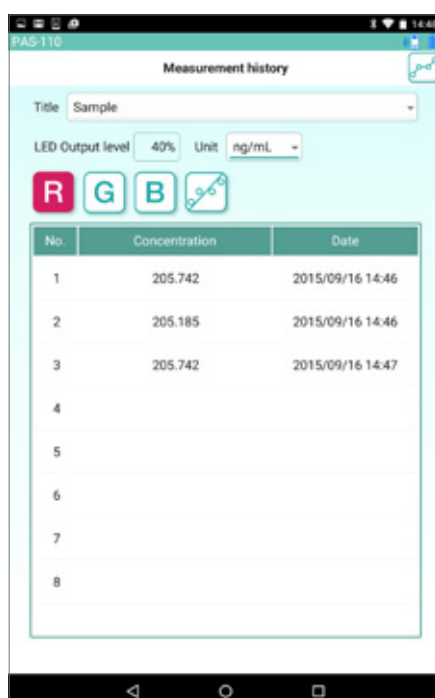 14:48
PAS-110
Measurement history
Title Sample
LED Output level 40% Unit ng/mL
R G B
No. Concentration Date
1 205.742 2015/09/16 14:46
2 205.185 2015/09/16 14:46
3 205.742 2015/09/16 14:47
4
5
6
7
8